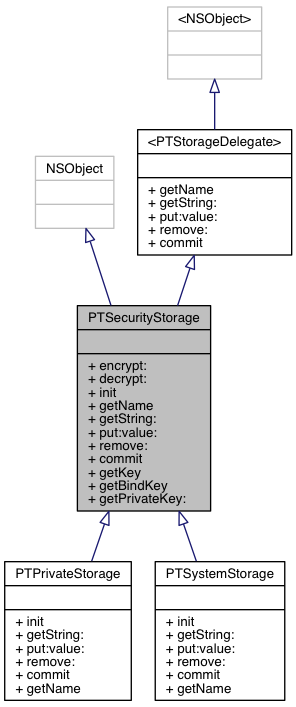 <NSObject>
<PTStorageDelegate>
+ getName
+ getString:
+ put:value:
+ remove:
+ commit
NSObject
PTSecurityStorage
+ encrypt:
+ decrypt:
+ init
+ getName
+ getString:
+ put:value:
+ remove:
+ commit
+ getKey
+ getBindKey
+ getPrivateKey:
PTPrivateStorage
+ init
+ getString:
+ put:value:
+ remove:
+ commit
+ getName
PTSystemStorage
+ init
+ getString:
+ put:value:
+ remove:
+ commit
+ getName